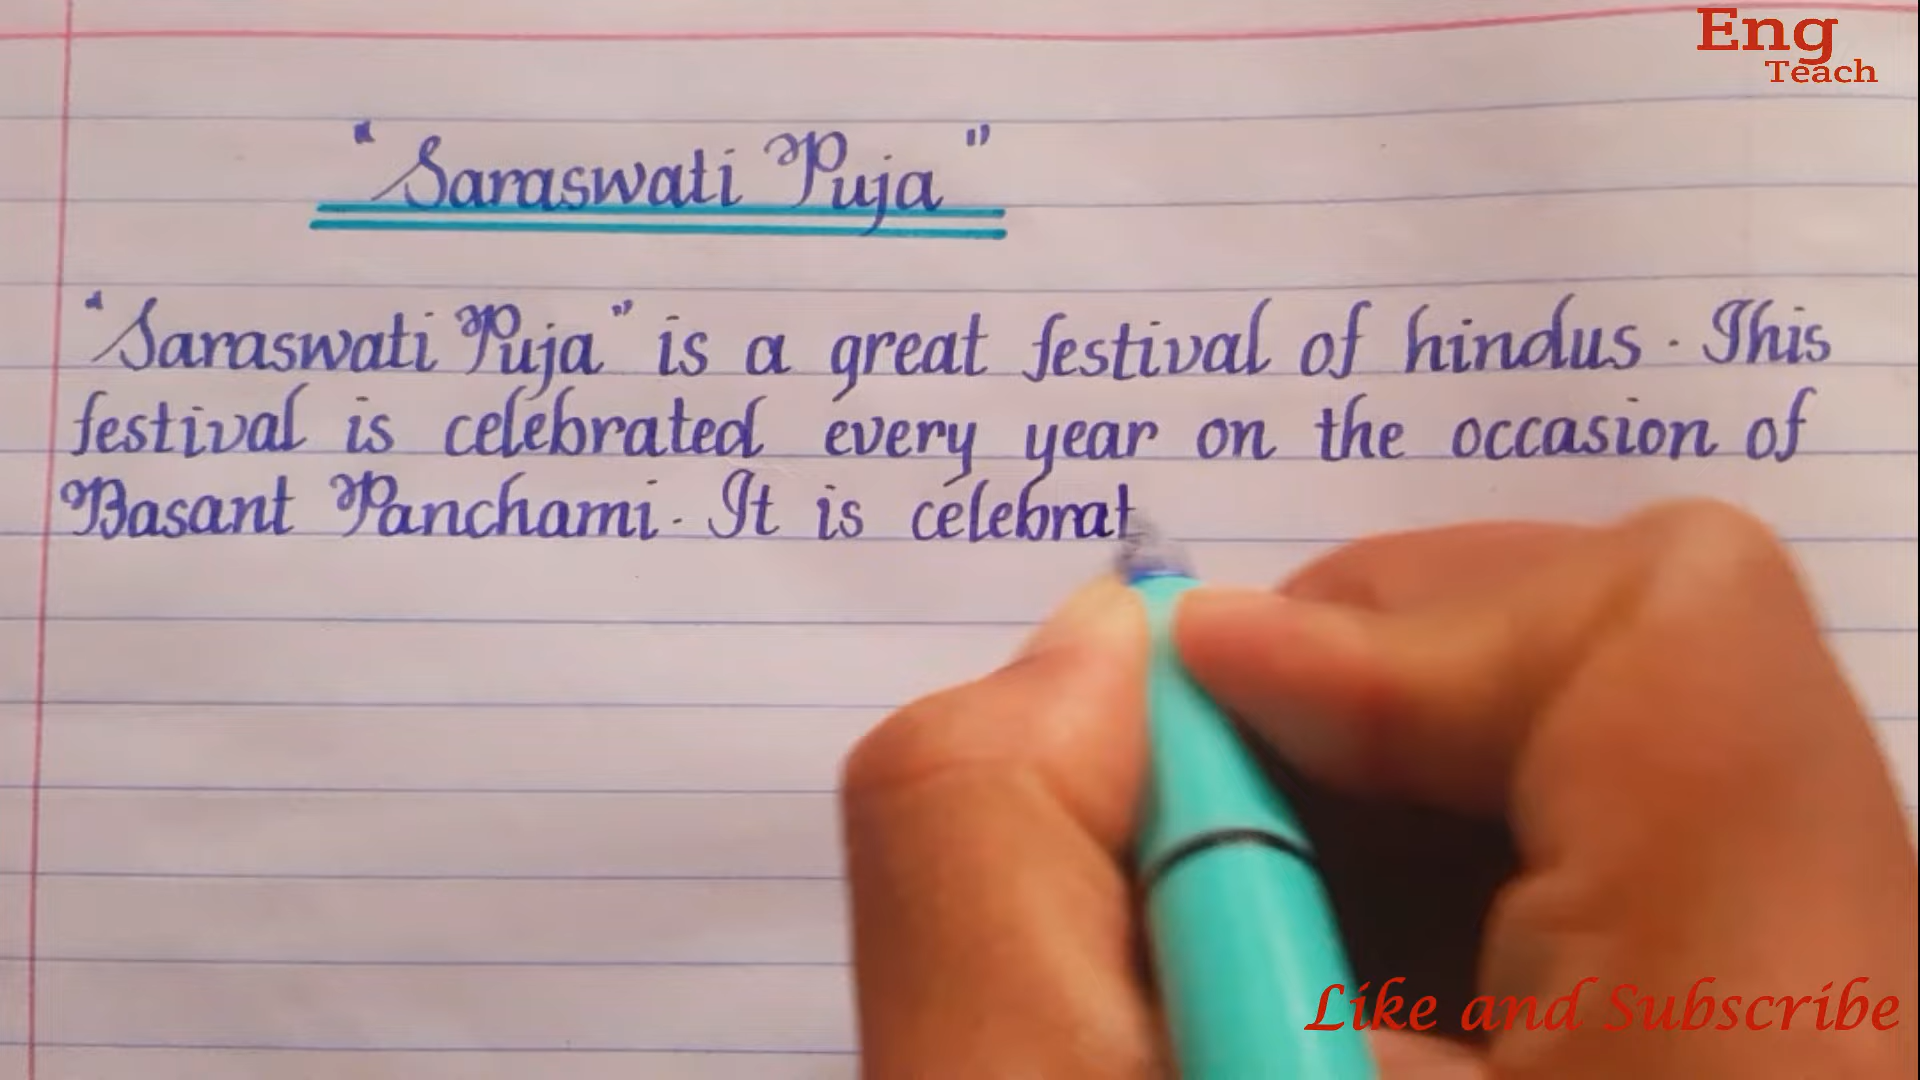 Eng
Teach
"Saraswati Puja"
"Saraswati Puja" is a great festival of hindus. This
festival is celebrated every year on the occasion of
Basant Panchami. It is celebrat
Like and Subscribe